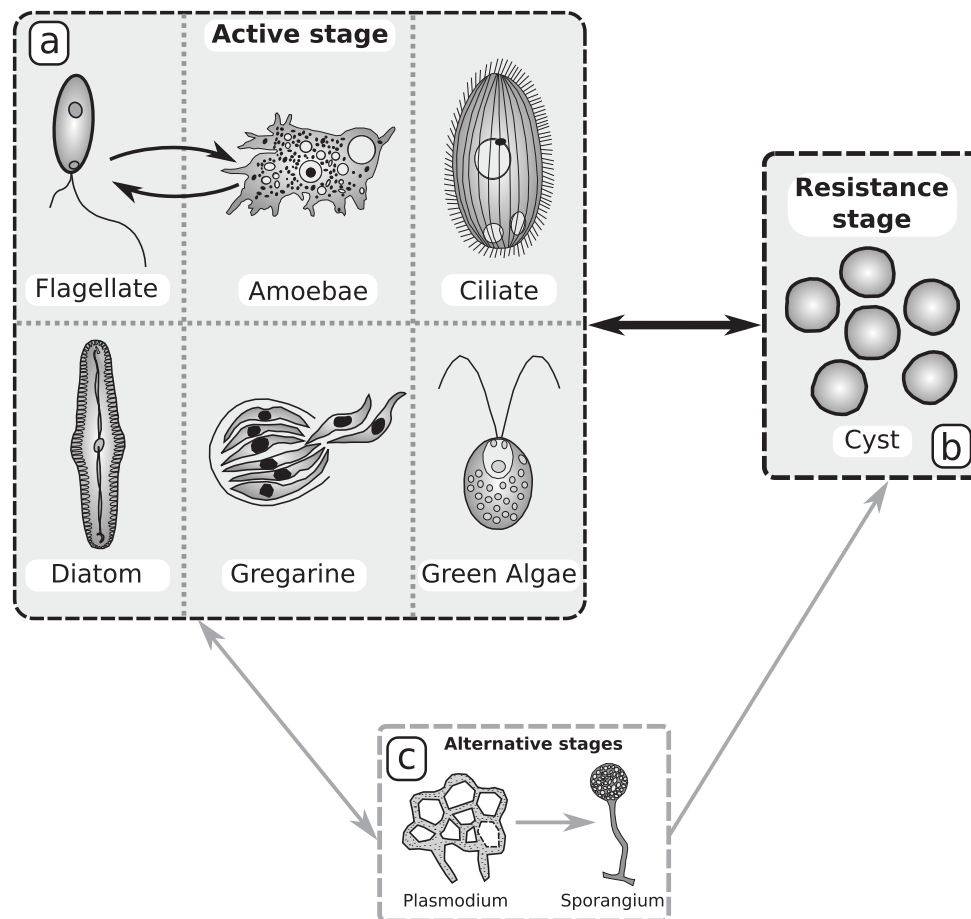 a
Active stage
Flagellate
Amoebae
Ciliate
Diatom
Gregarine
Green Algae
Resistance
stage
Cyst
b
c
Alternative stages
Plasmodium
Sporangium